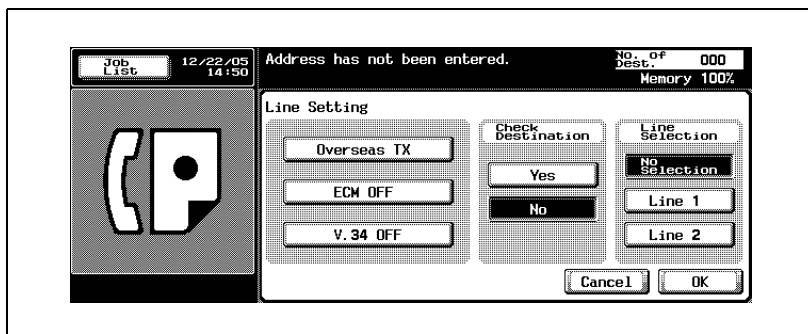 Job List
12/22/05
14:50
Address has not been entered.
No. of Dest.
000
Memory 100%
Line Setting
Overseas TX
ECM OFF
V.34 OFF
Check Destination
Yes
No
Line Selection
No Selection
Line 1
Line 2
Cancel
OK